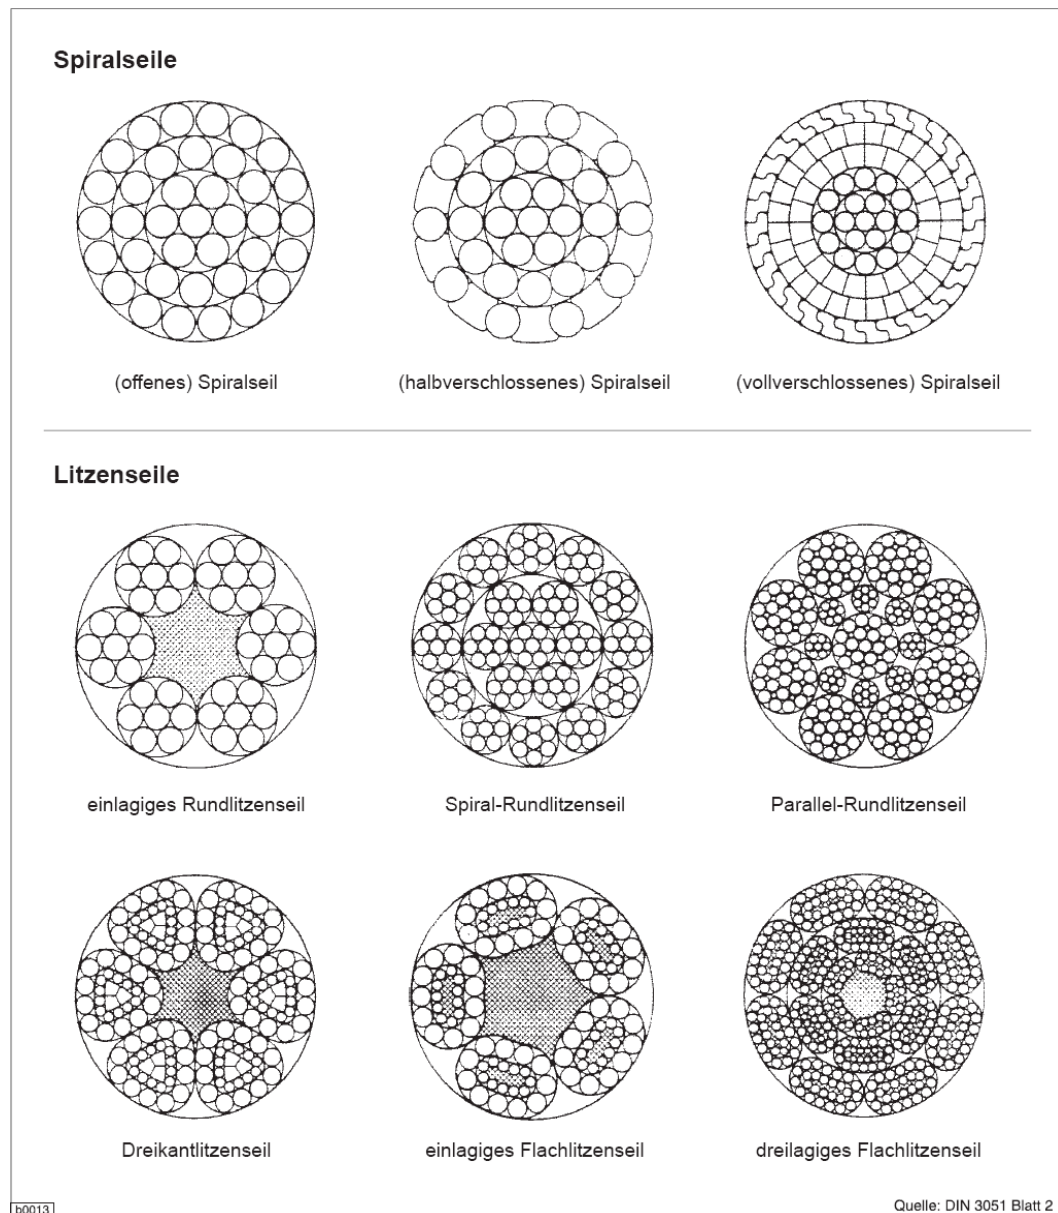 Spiralseile
(offenes) Spiralseil
(halbverschlossenes) Spiralseil
(vollverschlossenes) Spiralseil
Litzenseile
einlagiges Rundlitzenseil
Spiral-Rundlitzenseil
Parallel-Rundlitzenseil
Dreikantlitzenseil
einlagiges Flachlitzenseil
dreilagiges Flachlitzenseil
b0013
Quelle: DIN 3051 Blatt 2